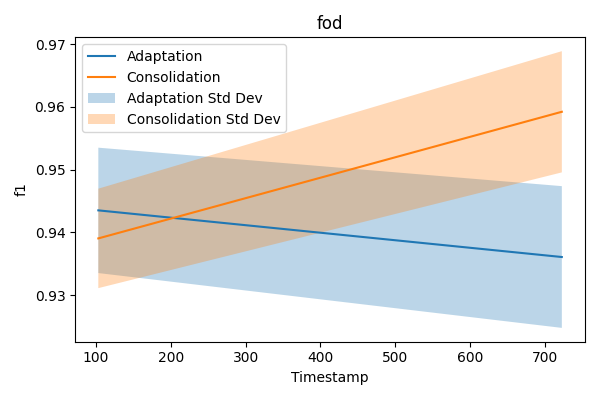 fod
0.97
0.96
0.95
0.94
0.93
f1
Adaptation
Consolidation
Adaptation Std Dev
Consolidation Std Dev
100 200 300 400 500 600 700
Timestamp